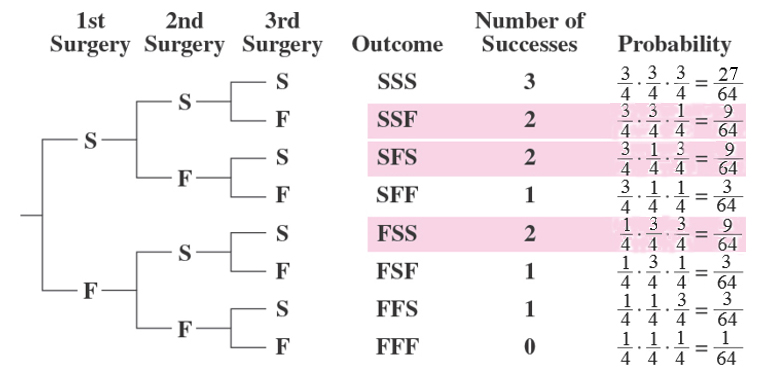 1st 2nd 3rd Number of
Surgery Surgery Surgery Outcome Successes Probability
S SSS 3 3/4 · 3/4 · 3/4 = 27/64
S
F SSF 2 3/4 · 3/4 · 1/4 = 9/64
S
S SFS 2 3/4 · 1/4 · 3/4 = 9/64
F
F SFF 1 3/4 · 1/4 · 1/4 = 3/64
S FSS 2 1/4 · 3/4 · 3/4 = 9/64
S
F FSF 1 1/4 · 3/4 · 1/4 = 3/64
F
S FFS 1 1/4 · 1/4 · 3/4 = 3/64
F
F FFF 0 1/4 · 1/4 · 1/4 = 1/64